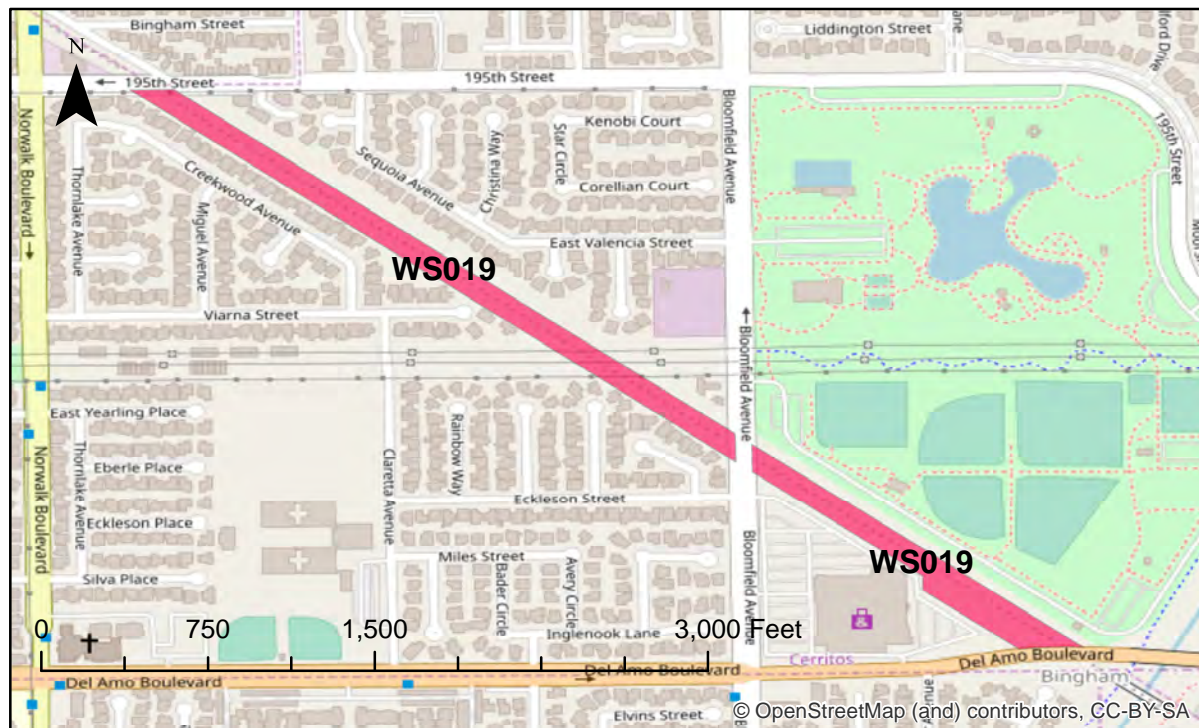 Bingham Street
Liddington Street
N
← 195th Street
195th Street
Norwalk Boulevard →
Thornlake Avenue
Creekwood Avenue
Miguel Avenue
Sequoia Avenue
Christina Way
Star Circle
Kenobi Court
Corellian Court
Bloomfield Avenue
195th Street
East Valencia Street
WS019
Viarna Street
← Bloomfield Avenue
East Yearling Place
Eberle Place
Eckleson Place
Silva Place
Norwalk Boulevard
Thornlake Avenue
Claretta Avenue
Rainbow Way
Eckleson Street
Miles Street
Bader Circle
Avery Circle
Bloomfield Avenue
WS019
0 750 1,500 3,000 Feet
Inglenook Lane
Cerritos
Del Amo Boulevard
Del Amo Boulevard
Del Amo Boulevard
Bingham
Elvins Street
© OpenStreetMap (and) contributors, CC-BY-SA